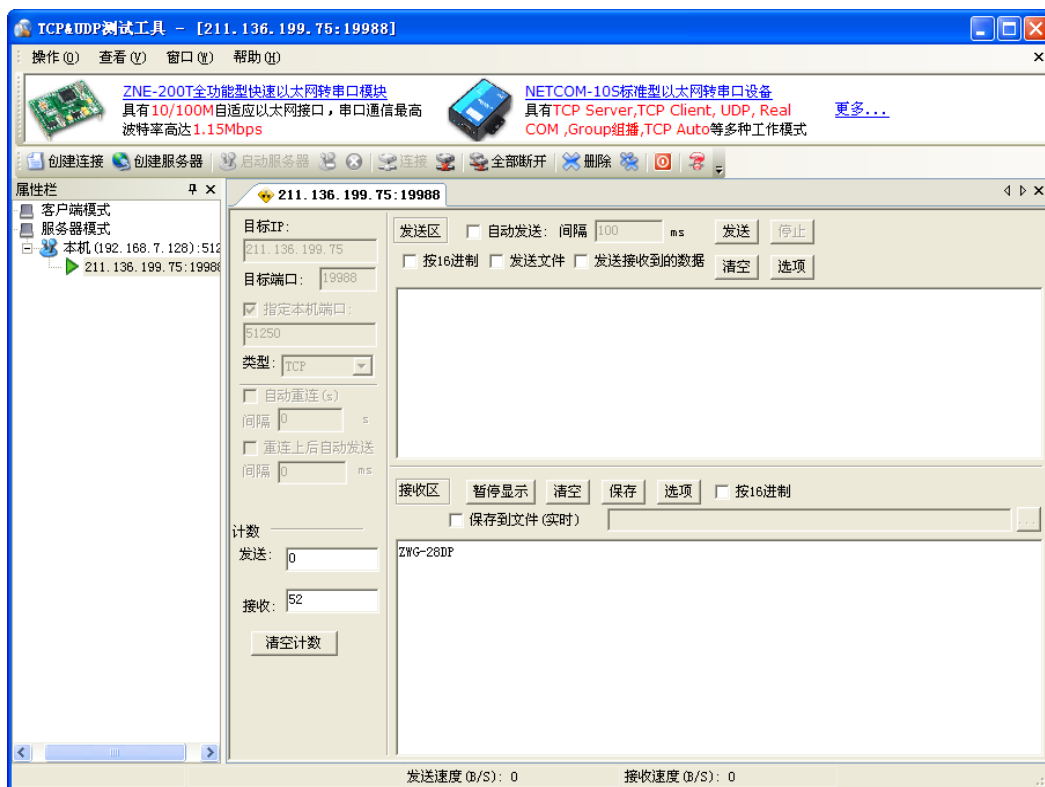 TCP&UDP测试工具 - [211.136.199.75:19988]
操作(O) 查看(V) 窗口(W) 帮助(H)
ZNE-200T全功能型快速以太网转串口模块
具有10/100M自适应以太网接口，串口通信最高
波特率高达1.15Mbps
NETCOM-10S标准型以太网转串口设备
具有TCP Server,TCP Client, UDP, Real
COM ,Group组播,TCP Auto等多种工作模式
更多...
创建连接 创建服务器 启动服务器 连接 全部断开 删除
属性栏
客户端模式
服务器模式
本机(192.168.7.128):512
211.136.199.75:1998
211.136.199.75:19988
目标IP:
211.136.199.75
目标端口: 19988
指定本机端口:
51250
类型: TCP
自动重连(s)
间隔 0 s
重连上后自动发送
间隔 0 ms
计数
发送: 0
接收: 52
清空计数
发送区 自动发送: 间隔 100 ms 发送 停止
按16进制 发送文件 发送接收到的数据 清空 选项
接收区 暂停显示 清空 保存 选项 按16进制
保存到文件(实时) ...
ZWG-28DP
发送速度(B/S): 0 接收速度(B/S): 0